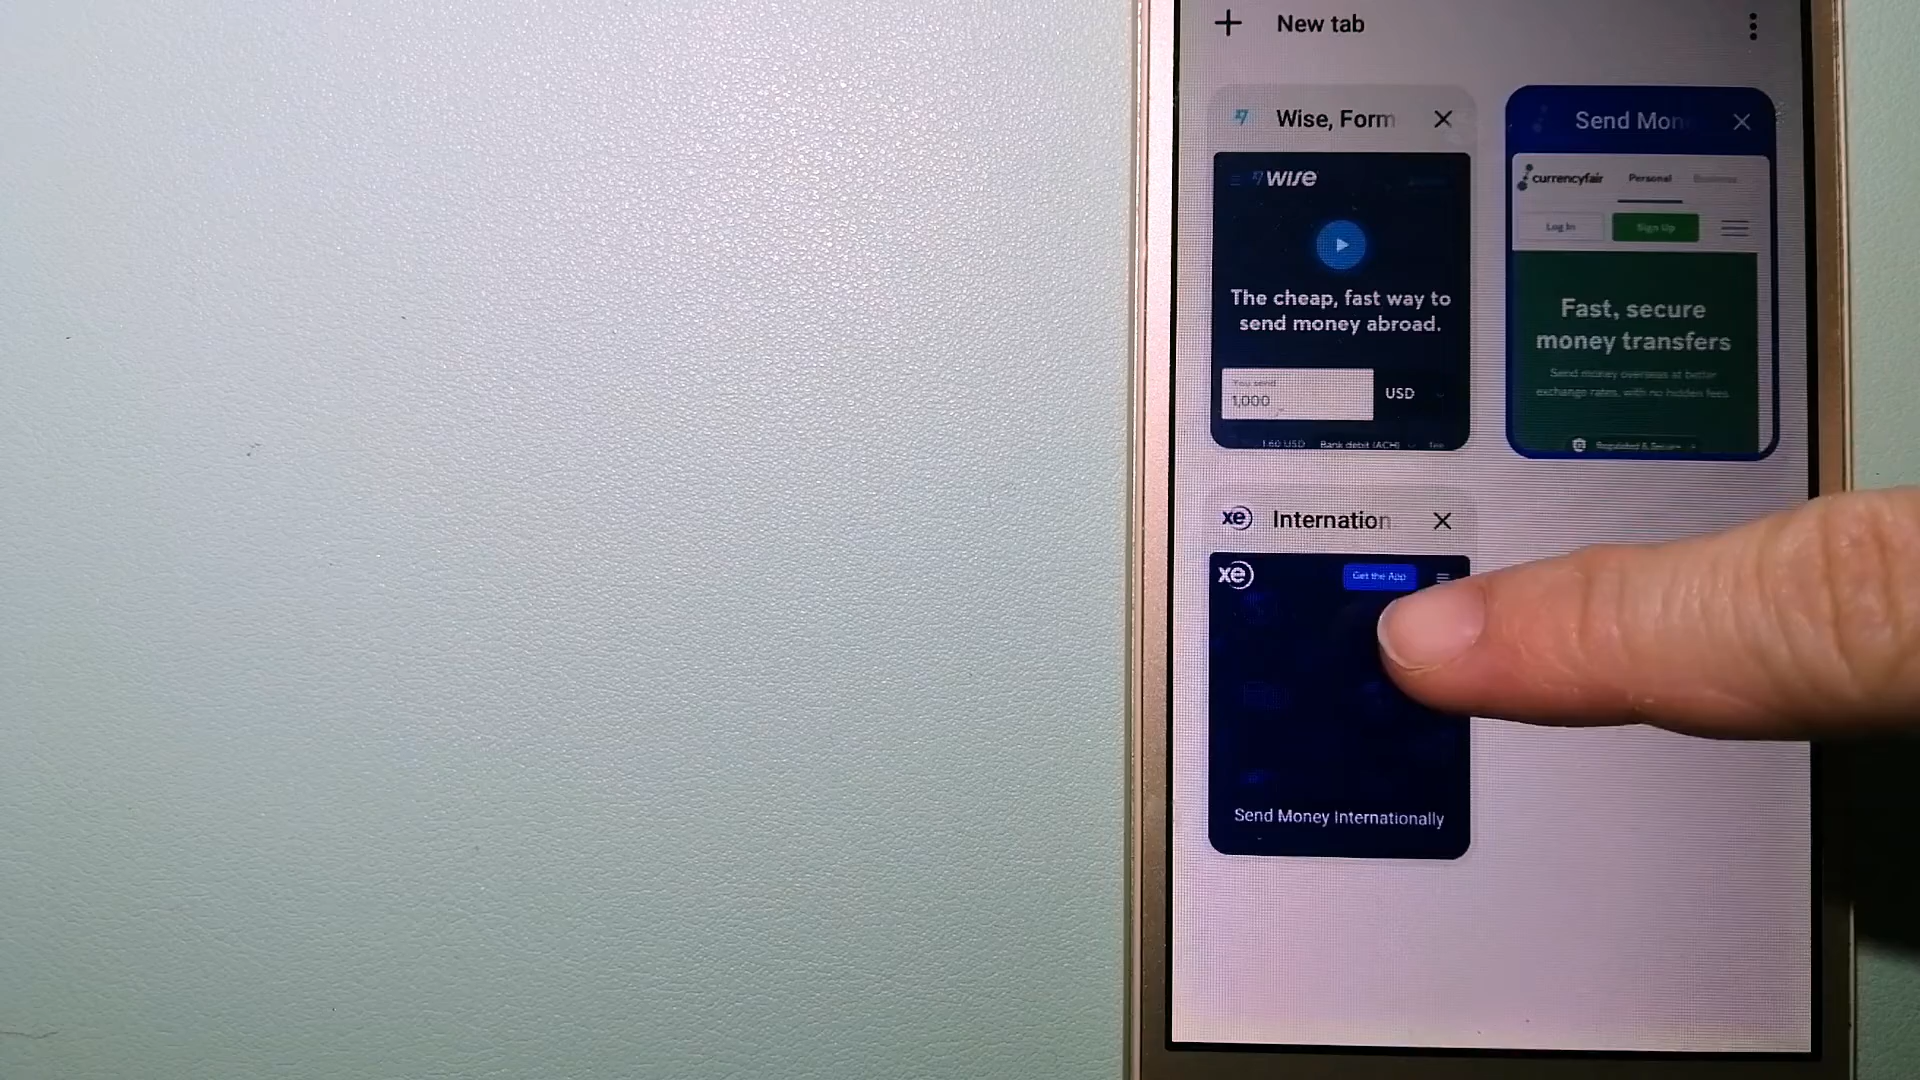 New tab
Wise, Form
WISE
The cheap, fast way to
send money abroad.
You send
1,000
USD
1.60 USD Bank debit (ACH)
Send Mon
currencyfair Personal Business
Log In Sign Up
Fast, secure
money transfers
Send money overseas at better
exchange rates, with no hidden fees
Regulated & Secure
xe Internation
xe Get the App
Send Money Internationally